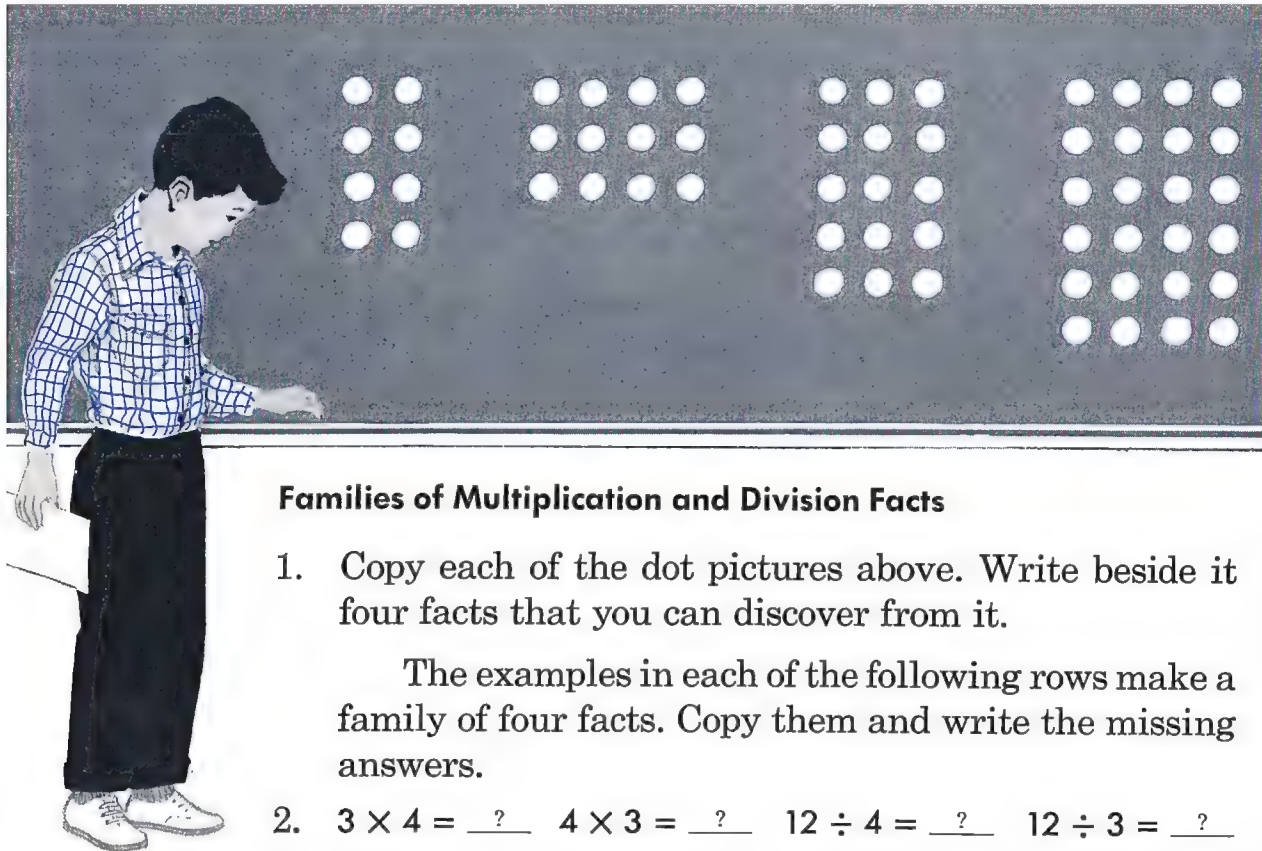 Families of Multiplication and Division Facts
1. Copy each of the dot pictures above. Write beside it
four facts that you can discover from it.
The examples in each of the following rows make a
family of four facts. Copy them and write the missing
answers.
2. 3 × 4 = ? 4 × 3 = ? 12 ÷ 4 = ? 12 ÷ 3 = ?